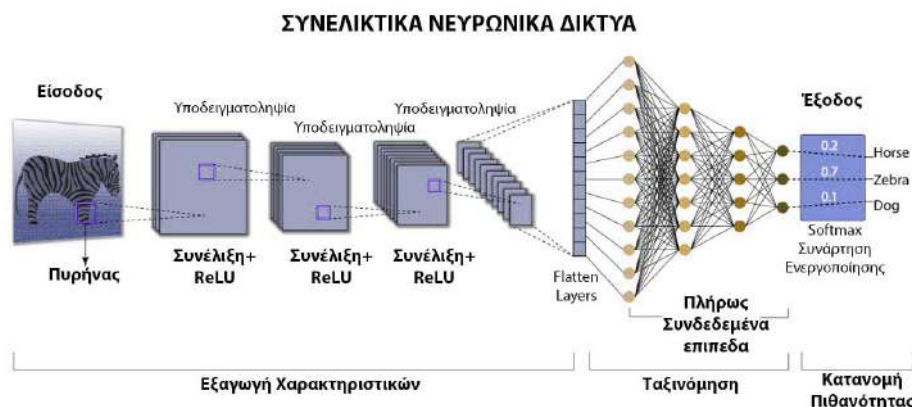 ΣΥΝΕΛΙΚΤΙΚΑ ΝΕΥΡΩΝΙΚΑ ΔΙΚΤΥΑ
Είσοδος
Υποδειγματοληψία
Υποδειγματοληψία
Υποδειγματοληψία
Έξοδος
0.2
Horse
0.7
Zebra
0.1
Dog
Πυρήνας
Συνέλιξη+
ReLU
Συνέλιξη+
ReLU
Συνέλιξη+
ReLU
Flatten
Layers
Softmax
Συνάρτηση
Ενεργοποίησης
Πλήρως
Συνδεδεμένα
επιπεδα
Εξαγωγή Χαρακτηριστικών
Ταξινόμηση
Κατανομή
Πιθανότητας